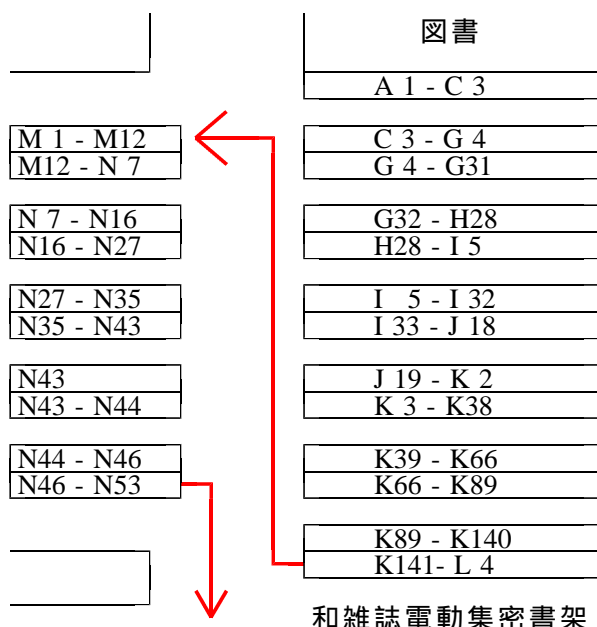 図書
A 1 - C 3
C 3 - G 4
G 4 - G31
G32 - H28
H28 - I 5
I 5 - I 32
I 33 - J 18
J 19 - K 2
K 3 - K38
K39 - K66
K66 - K89
K89 - K140
K141- L 4
和雑誌電動集密書架
M 1 - M12
M12 - N 7
N 7 - N16
N16 - N27
N27 - N35
N35 - N43
N43
N43 - N44
N44 - N46
N46 - N53